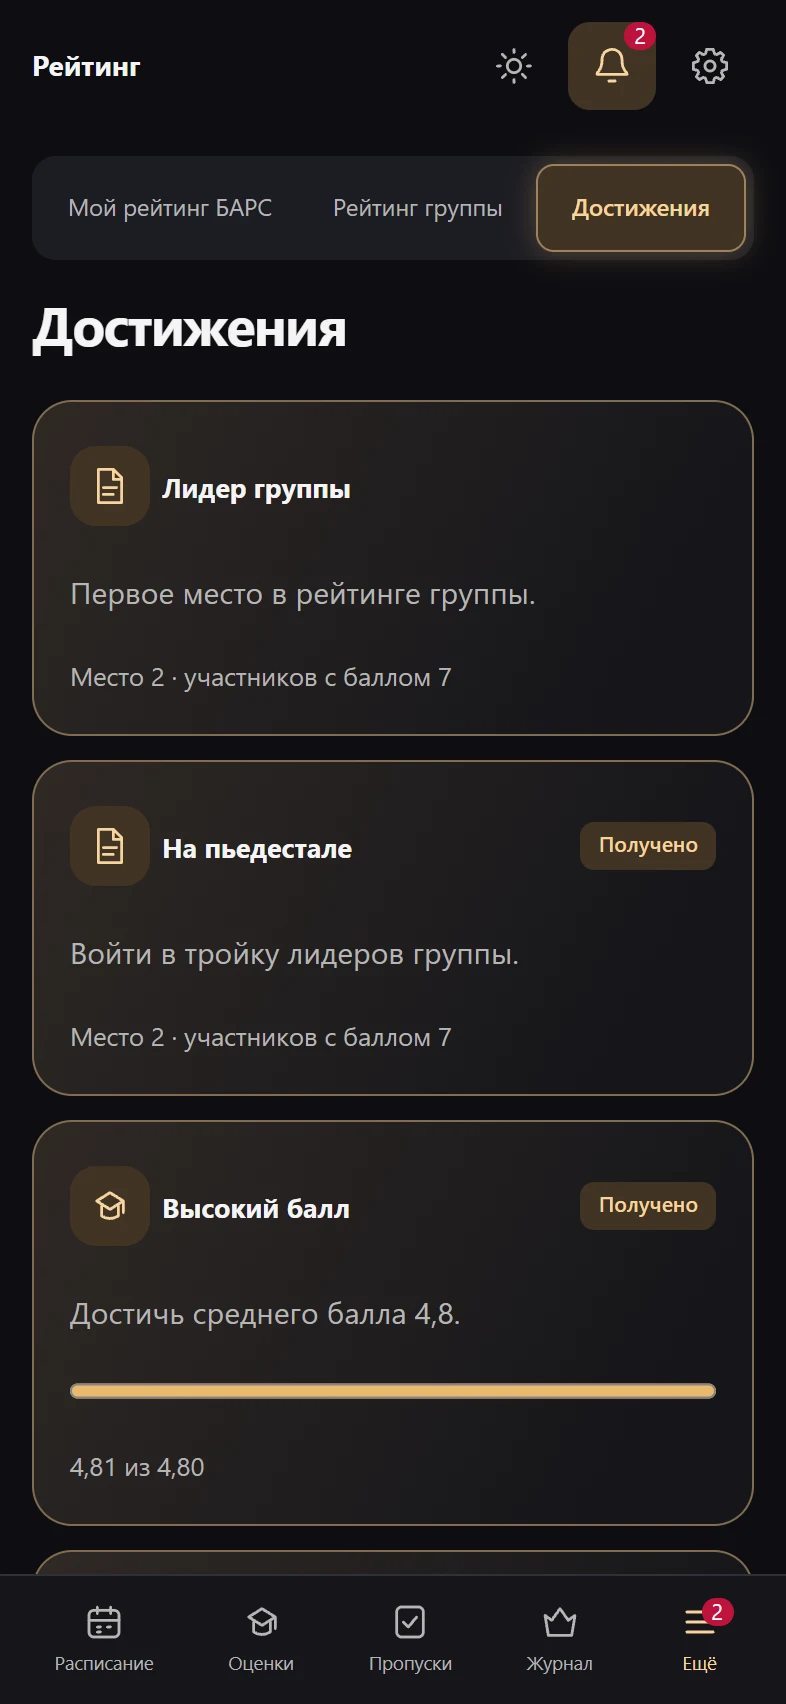 Рейтинг
2
Мой рейтинг БАРС
Рейтинг группы
Достижения
Достижения
Лидер группы
Первое место в рейтинге группы.
Место 2 · участников с баллом 7
На пьедестале
Получено
Войти в тройку лидеров группы.
Место 2 · участников с баллом 7
Высокий балл
Получено
Достичь среднего балла 4,8.
4,81 из 4,80
2
Расписание
Оценки
Пропуски
Журнал
Ещё